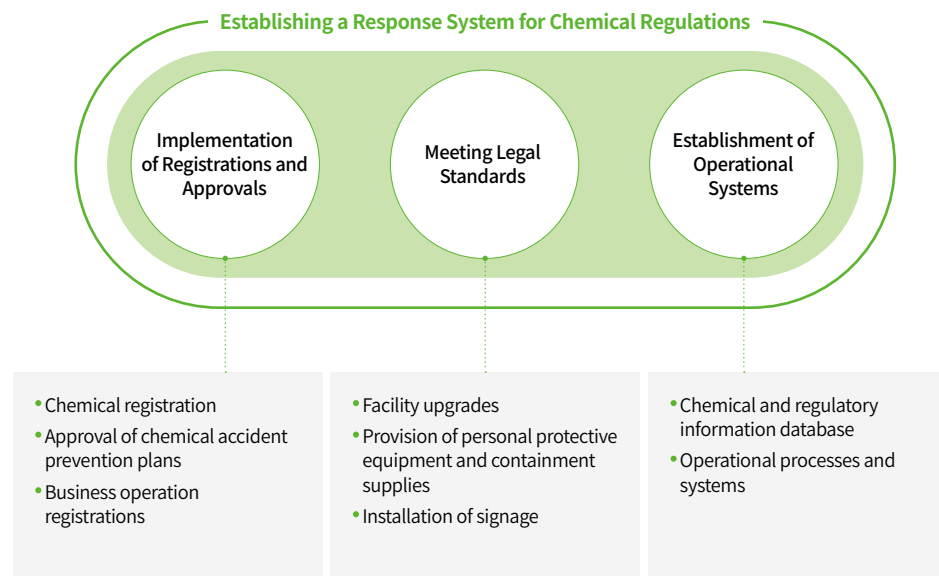 Establishing a Response System for Chemical Regulations
Implementation
of Registrations and
Approvals
Meeting Legal
Standards
Establishment of
Operational
Systems
• Chemical registration
• Approval of chemical accident
prevention plans
• Business operation
registrations
• Facility upgrades
• Provision of personal protective
equipment and containment
supplies
• Installation of signage
• Chemical and regulatory
information database
• Operational processes and
systems